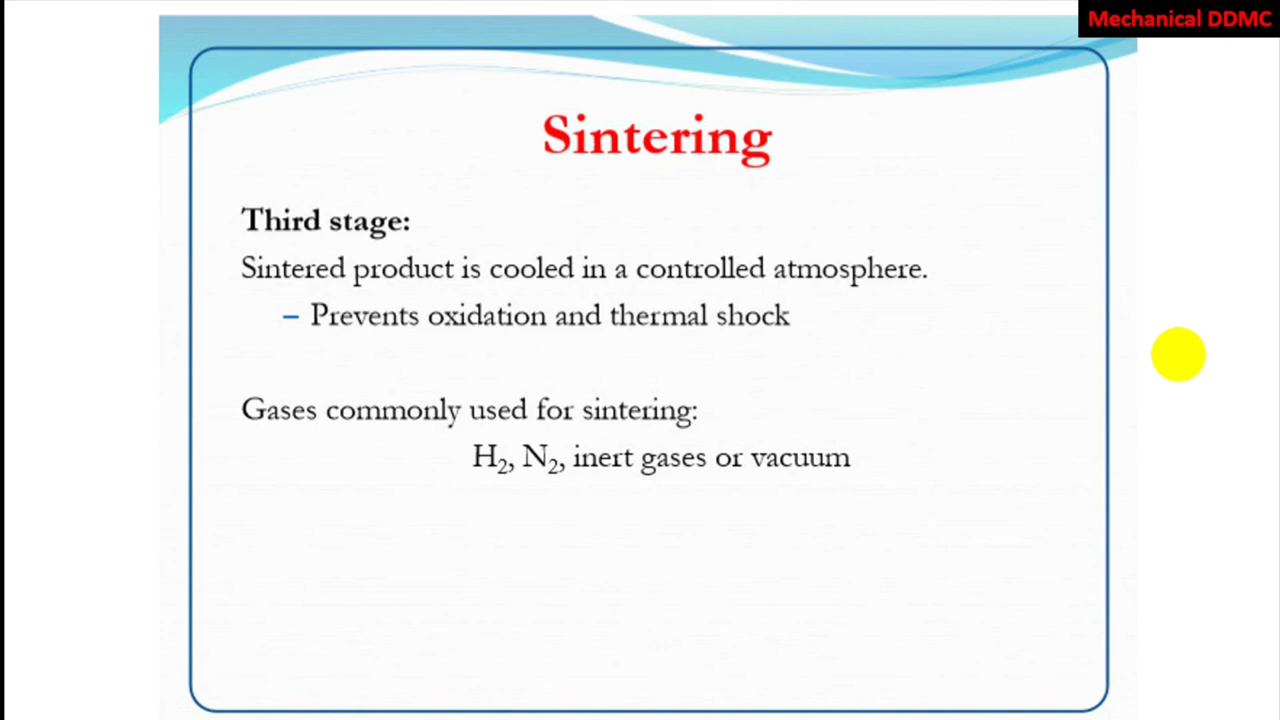 Mechanical DDMC
Sintering
Third stage:
Sintered product is cooled in a controlled atmosphere.
– Prevents oxidation and thermal shock
Gases commonly used for sintering:
H₂, N₂, inert gases or vacuum